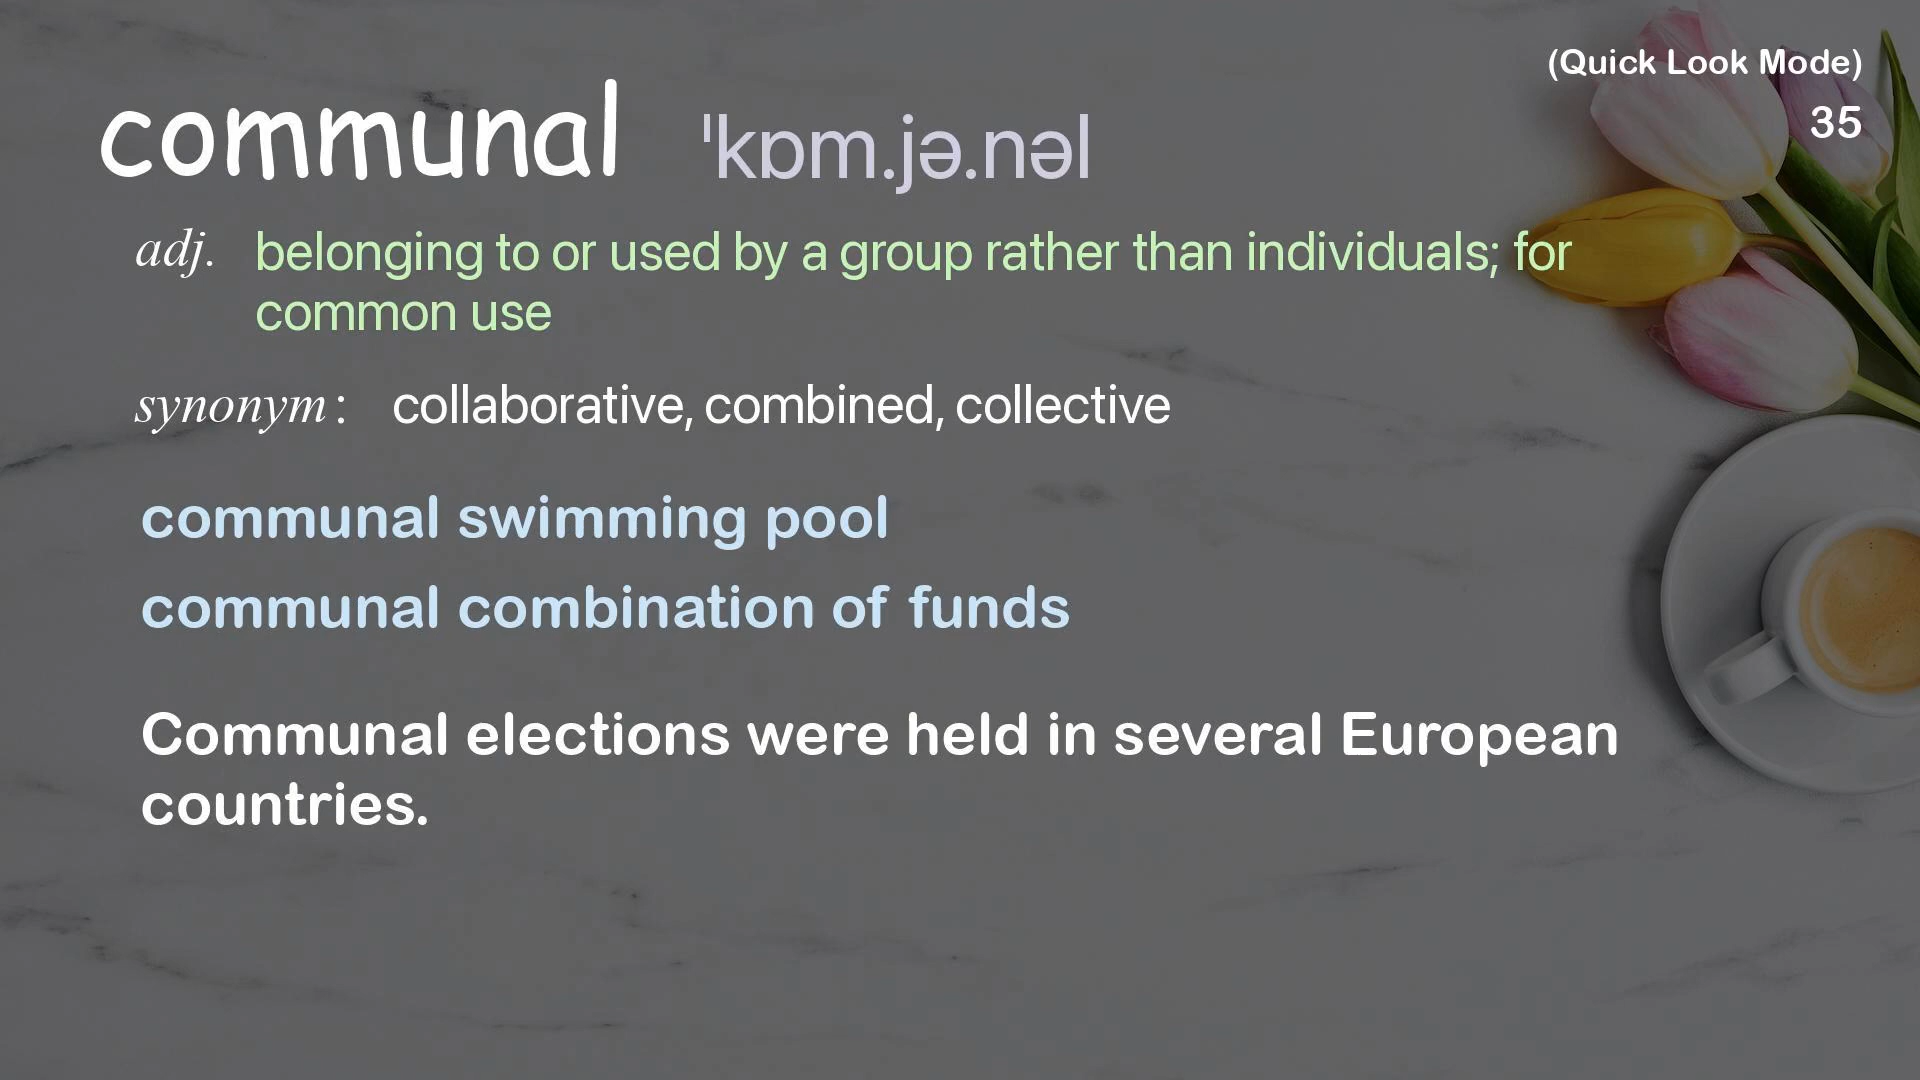 (Quick Look Mode)
35
communal ˈkɒm.jə.nəl
adj. belonging to or used by a group rather than individuals; for
common use
synonym : collaborative, combined, collective
communal swimming pool
communal combination of funds
Communal elections were held in several European
countries.